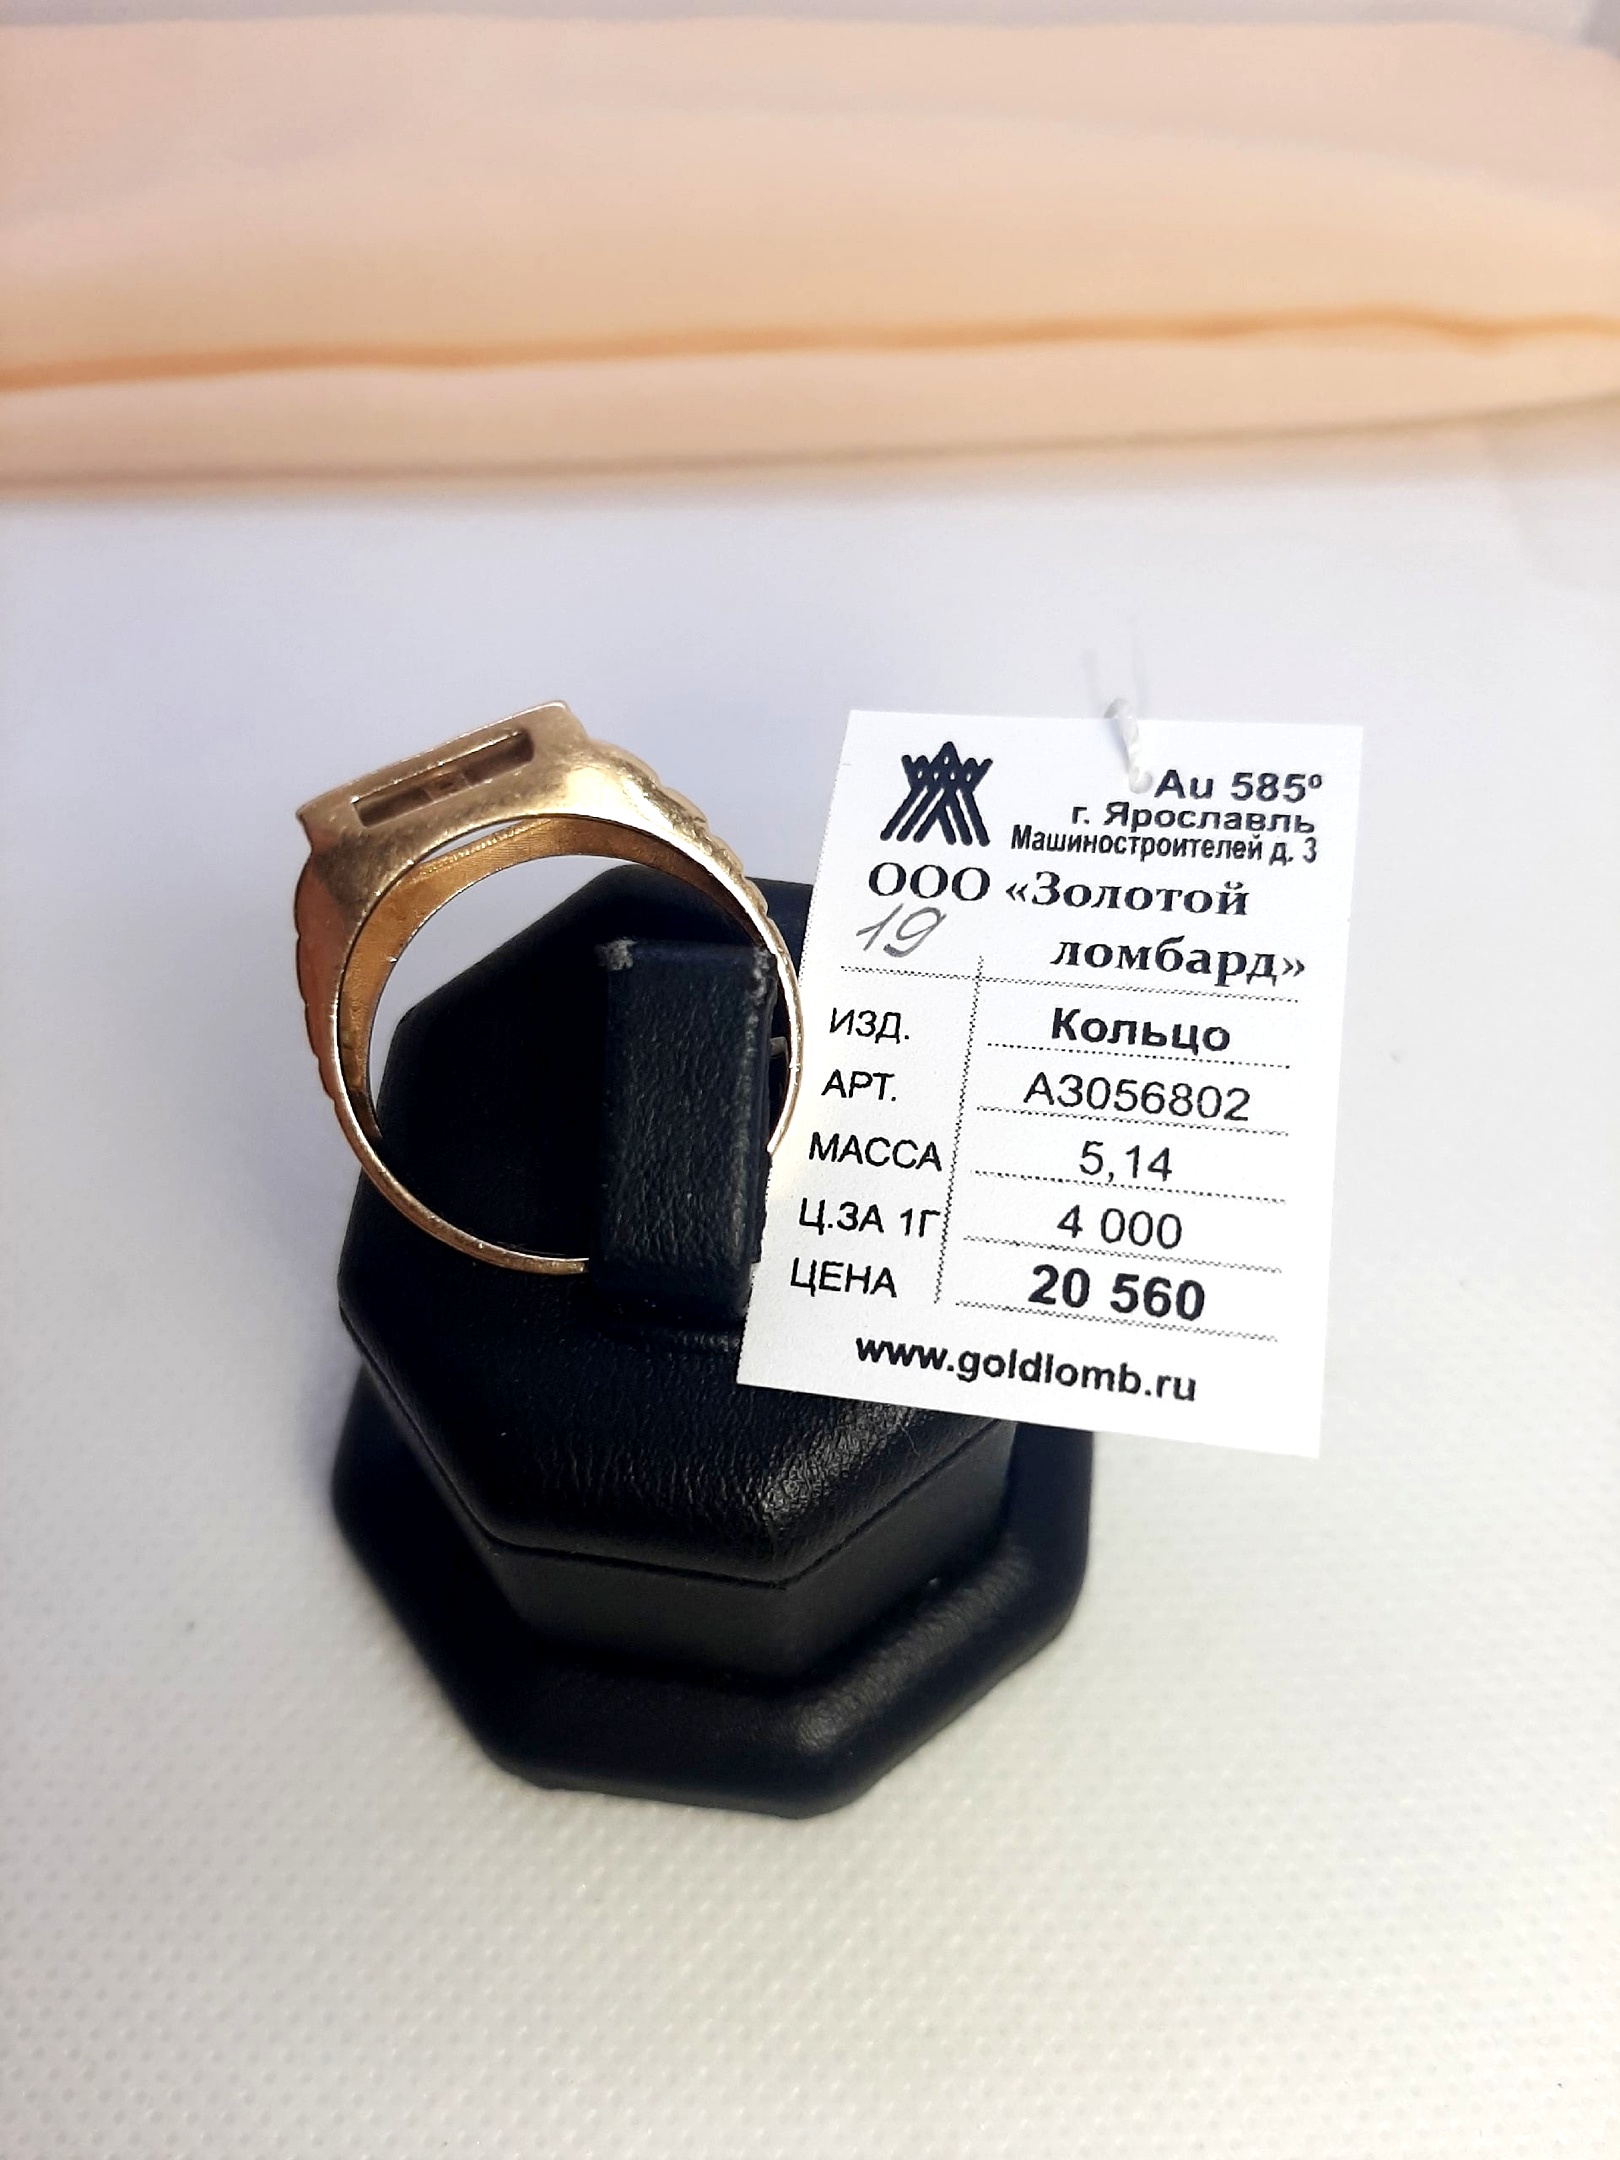 Au 585º
г. Ярославль
Машиностроителей д. 3
ООО «Золотой
19
ломбард»
ИЗД. Кольцо
АРТ. А3056802
МАССА 5,14
Ц.ЗА 1Г 4 000
ЦЕНА 20 560
www.goldlomb.ru